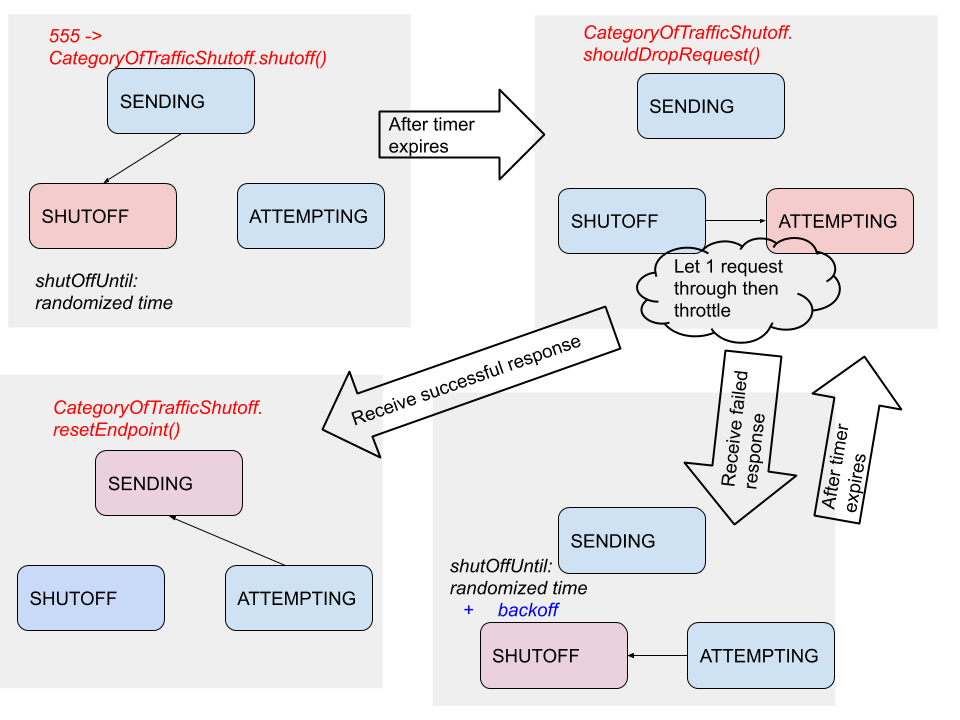 555 ->
CategoryOfTrafficShutoff.shutoff()
SENDING
SHUTOFF
ATTEMPTING
shutOffUntil:
randomized time
After timer
expires
CategoryOfTrafficShutoff.
shouldDropRequest()
SENDING
SHUTOFF
ATTEMPTING
Let 1 request
through then
throttle
Receive successful response
Receive failed
response
After timer
expires
CategoryOfTrafficShutoff.
resetEndpoint()
SENDING
SHUTOFF
ATTEMPTING
SENDING
shutOffUntil:
randomized time
+ backoff
SHUTOFF
ATTEMPTING